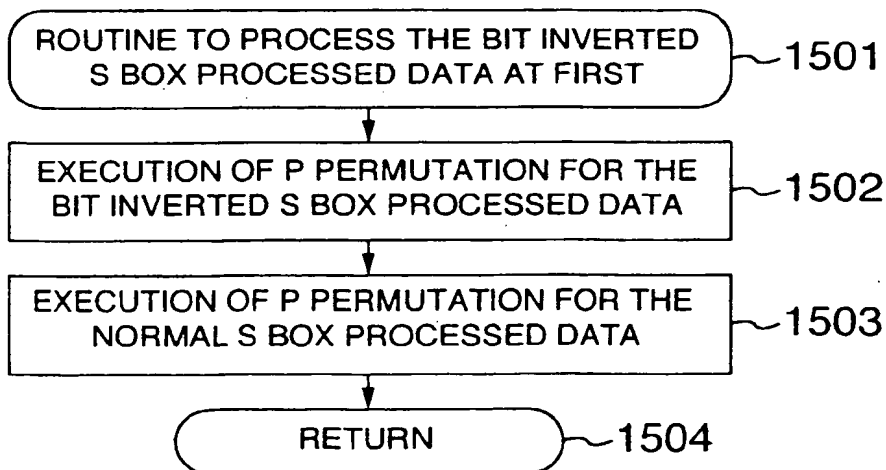 ROUTINE TO PROCESS THE BIT INVERTED
S BOX PROCESSED DATA AT FIRST
1501
EXECUTION OF P PERMUTATION FOR THE
BIT INVERTED S BOX PROCESSED DATA
1502
EXECUTION OF P PERMUTATION FOR THE
NORMAL S BOX PROCESSED DATA
1503
RETURN
1504